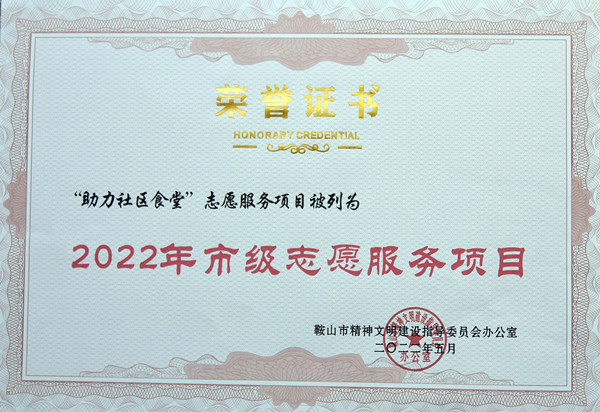 荣誉证书
HONORARY CREDENTIAL
“助力社区食堂”志愿服务项目被列为
2022年市级志愿服务项目
鞍山市精神文明建设指导委员会办公室
二〇二二年五月
办公室